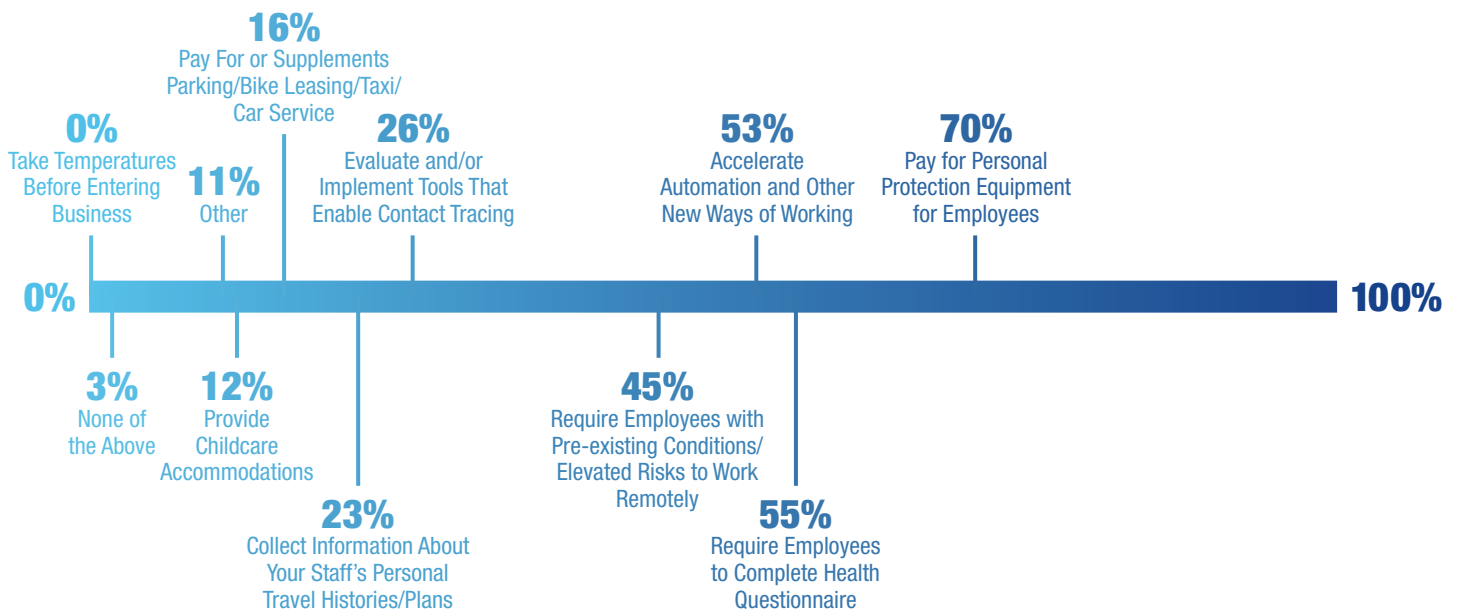 16%
Pay For or Supplements
Parking/Bike Leasing/Taxi/
Car Service
0%
Take Temperatures
Before Entering
Business
11%
Other
26%
Evaluate and/or
Implement Tools That
Enable Contact Tracing
53%
Accelerate
Automation and Other
New Ways of Working
70%
Pay for Personal
Protection Equipment
for Employees
0%
100%
3%
None of
the Above
12%
Provide
Childcare
Accommodations
23%
Collect Information About
Your Staff's Personal
Travel Histories/Plans
45%
Require Employees with
Pre-existing Conditions/
Elevated Risks to Work
Remotely
55%
Require Employees
to Complete Health
Questionnaire